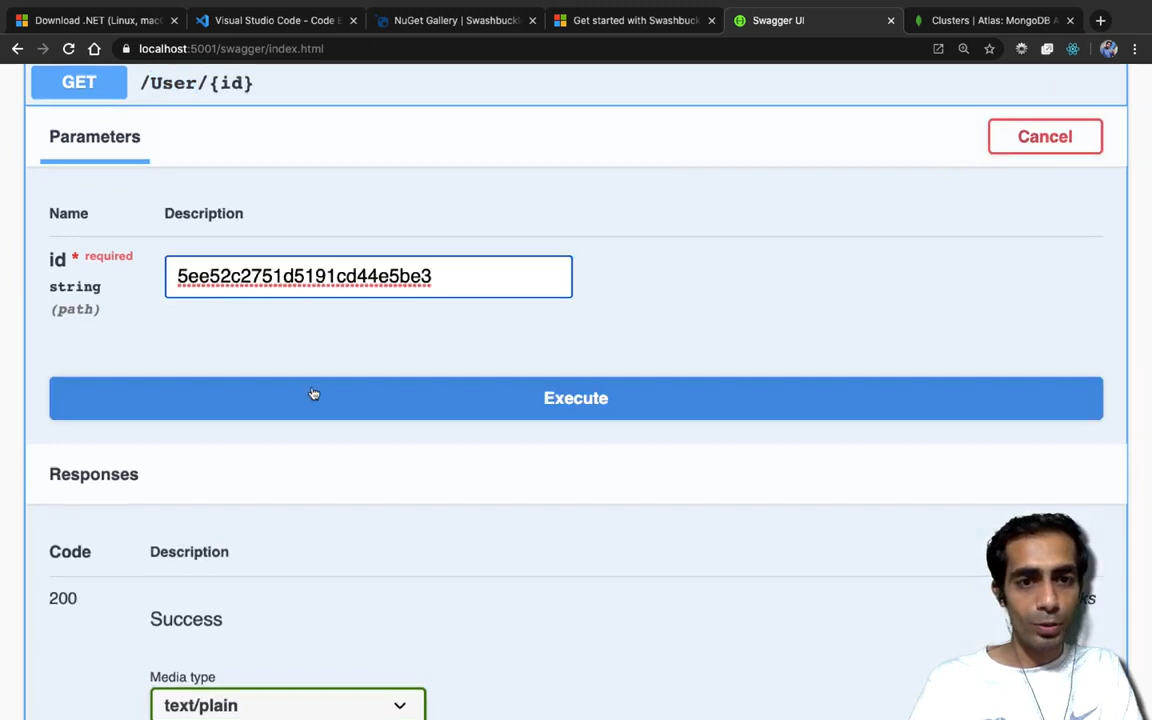 Download .NET (Linux, mac
Visual Studio Code - Code E
NuGet Gallery | Swashbuckl
Get started with Swashbuck
Swagger UI
Clusters | Atlas: MongoDB A
localhost:5001/swagger/index.html
GET /User/{id}
Parameters
Cancel
Name Description
id * required
string
(path)
5ee52c2751d5191cd44e5be3
Execute
Responses
Code Description
200
Success
Media type
text/plain